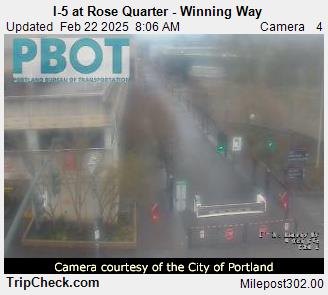 I-5 at Rose Quarter - Winning Way
Updated  Feb 22 2025  8:06 AM Camera  4
PBOT
PORTLAND BUREAU OF TRANSPORTATION
Camera courtesy of the City of Portland
TripCheck.com Milepost302.00